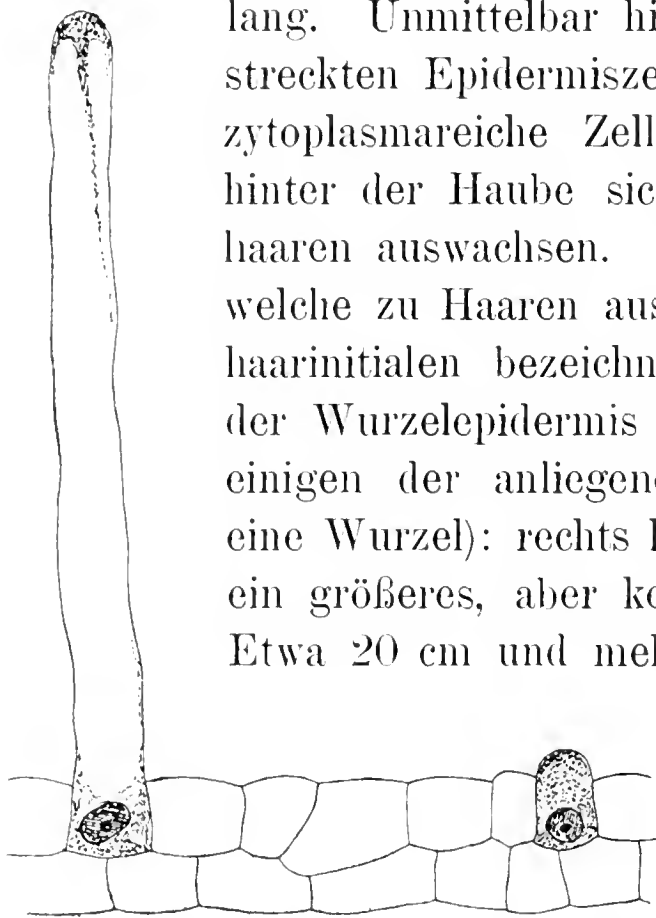 lang. Unmittelbar hi
streckten Epidermisze
zytoplasmareiche Zell
hinter der Haube sic
haaren auswachsen.
welche zu Haaren aus
haarinitialen bezeichn
der Wurzelepidermis
einigen der anliegen
eine Wurzel): rechts
ein größeres, aber k
Etwa 20 cm und me